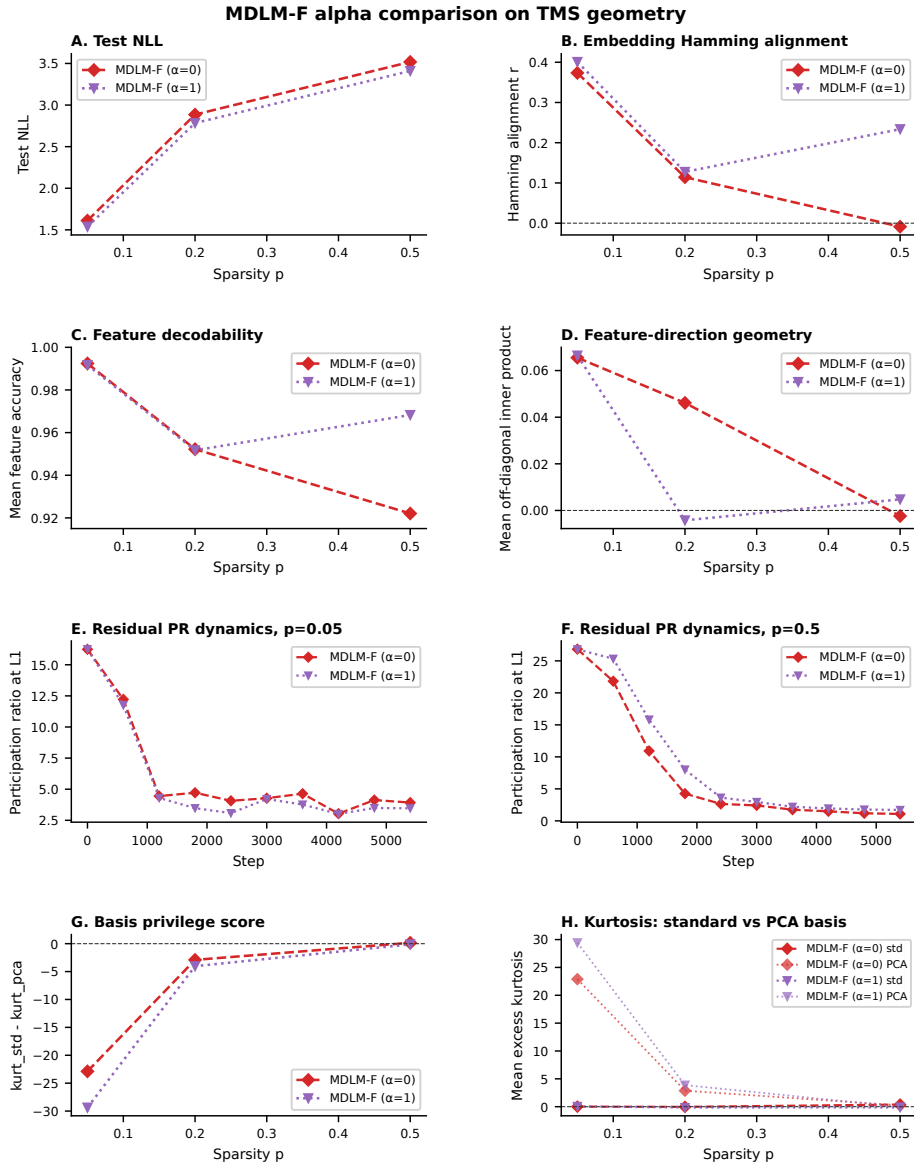 MDLM-F alpha comparison on TMS geometry
A. Test NLL
3.5
3.0
2.5
2.0
1.5
Test NLL
MDLM-F (α=0)
MDLM-F (α=1)
0.1
0.2
0.3
0.4
0.5
Sparsity p
B. Embedding Hamming alignment
0.4
0.3
0.2
0.1
0.0
Hamming alignment r
MDLM-F (α=0)
MDLM-F (α=1)
0.1
0.2
0.3
0.4
0.5
Sparsity p
C. Feature decodability
1.00
0.98
0.96
0.94
0.92
Mean feature accuracy
MDLM-F (α=0)
MDLM-F (α=1)
0.1
0.2
0.3
0.4
0.5
Sparsity p
D. Feature-direction geometry
0.06
0.04
0.02
0.00
Mean off-diagonal inner product
MDLM-F (α=0)
MDLM-F (α=1)
0.1
0.2
0.3
0.4
0.5
Sparsity p
E. Residual PR dynamics, p=0.05
15.0
12.5
10.0
7.5
5.0
2.5
Participation ratio at L1
MDLM-F (α=0)
MDLM-F (α=1)
0
1000
2000
3000
4000
5000
Step
F. Residual PR dynamics, p=0.5
25
20
15
10
5
0
Participation ratio at L1
MDLM-F (α=0)
MDLM-F (α=1)
0
1000
2000
3000
4000
5000
Step
G. Basis privilege score
0
−5
−10
−15
−20
−25
−30
kurt_std - kurt_pca
MDLM-F (α=0)
MDLM-F (α=1)
0.1
0.2
0.3
0.4
0.5
Sparsity p
H. Kurtosis: standard vs PCA basis
30
25
20
15
10
5
0
Mean excess kurtosis
MDLM-F (α=0) std
MDLM-F (α=0) PCA
MDLM-F (α=1) std
MDLM-F (α=1) PCA
0.1
0.2
0.3
0.4
0.5
Sparsity p